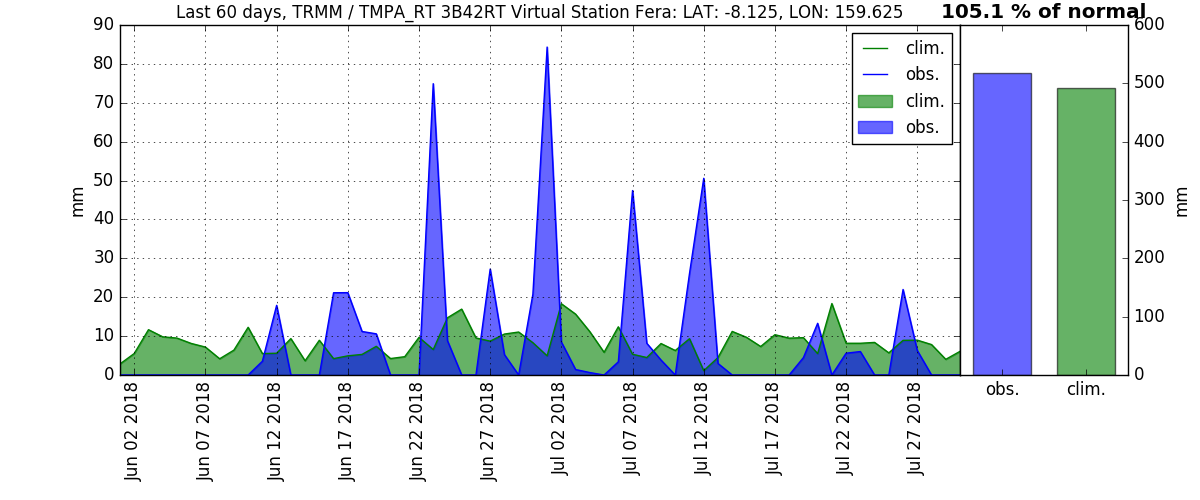 Last 60 days, TRMM / TMPA_RT 3B42RT Virtual Station Fera: LAT: -8.125, LON: 159.625
105.1 % of normal
90
80
70
60
50
40
30
20
10
0
mm
clim.
obs.
clim.
obs.
600
500
400
300
200
100
0
mm
Jun 02 2018
Jun 07 2018
Jun 12 2018
Jun 17 2018
Jun 22 2018
Jun 27 2018
Jul 02 2018
Jul 07 2018
Jul 12 2018
Jul 17 2018
Jul 22 2018
Jul 27 2018
obs.
clim.